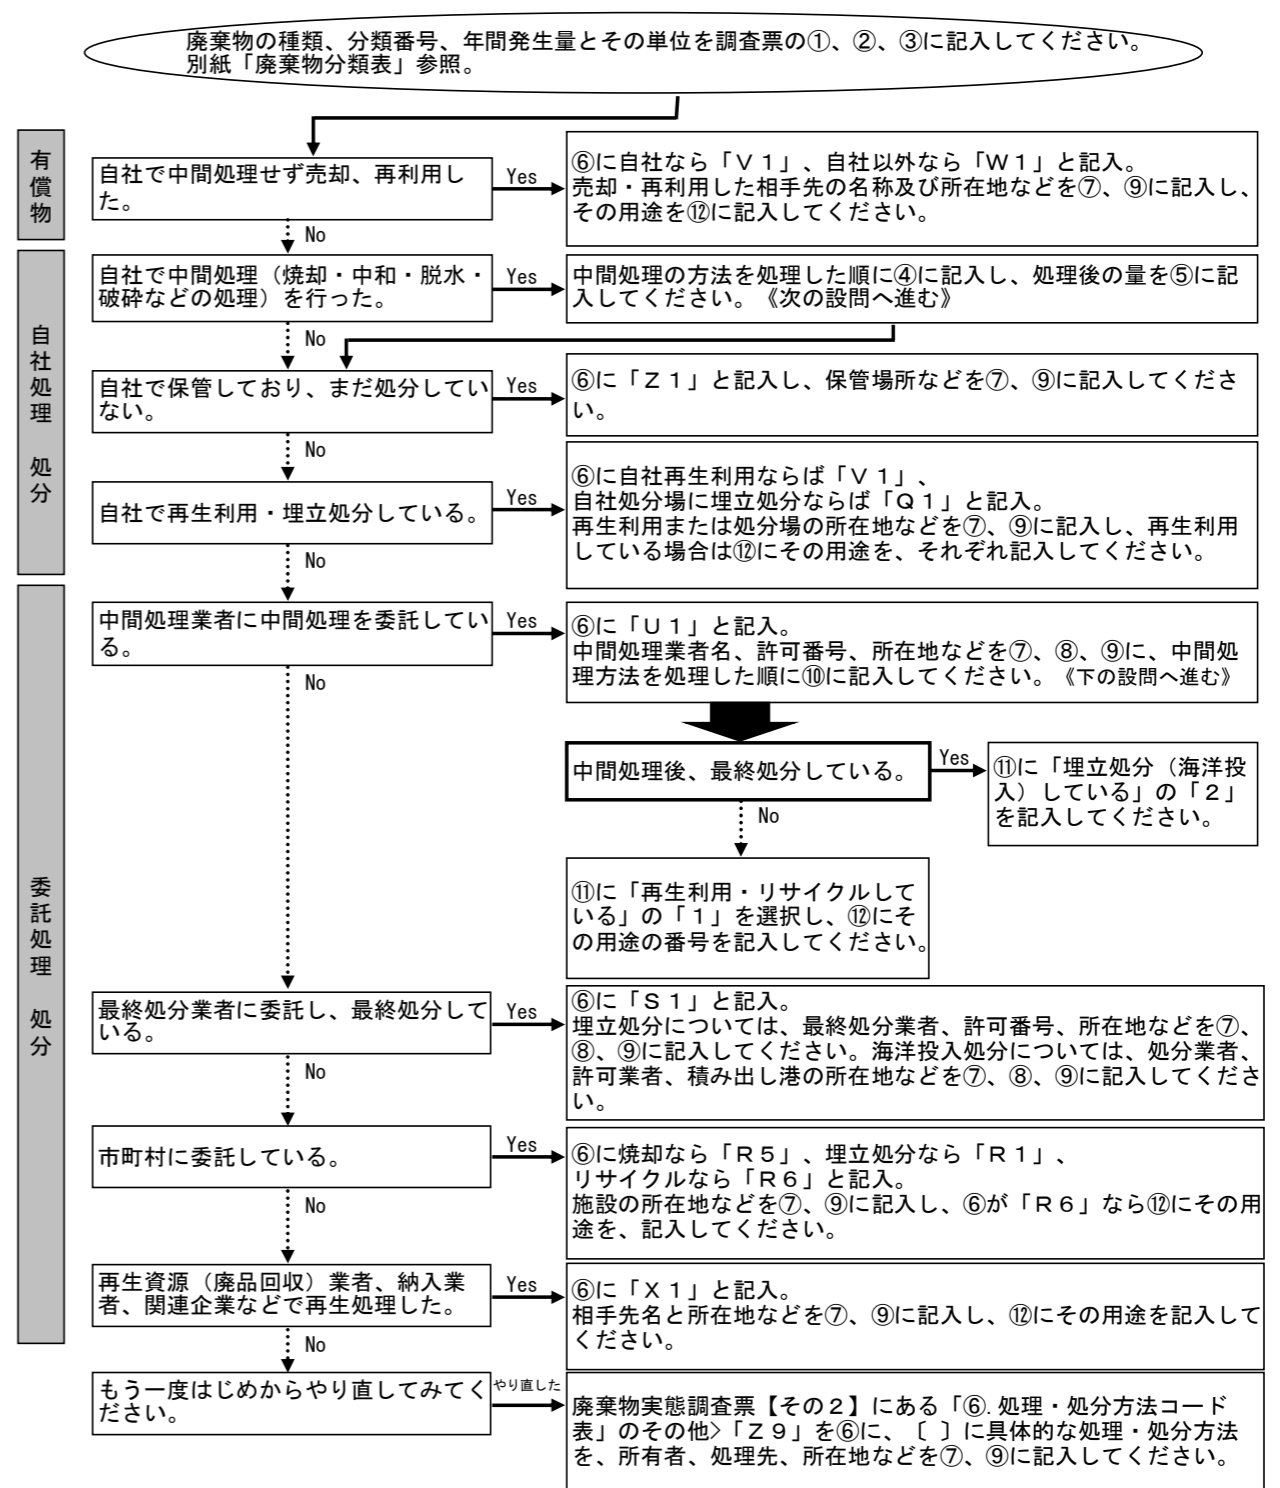 廃棄物の種類、分類番号、年間発生量とその単位を調査票の①、②、③に記入してください。
別紙「廃棄物分類表」参照。
有償物
自社で中間処理せず売却、再利用し
た。
Yes
⑥に自社なら「Ｖ１」、自社以外なら「Ｗ１」と記入。
売却・再利用した相手先の名称及び所在地などを⑦、⑨に記入し、
その用途を⑫に記入してください。
No
自社処理　処分
自社で中間処理（焼却・中和・脱水・
破砕などの処理）を行った。
Yes
中間処理の方法を処理した順に④に記入し、処理後の量を⑤に記
入してください。《次の設問へ進む》
No
自社で保管しており、まだ処分してい
ない。
Yes
⑥に「Ｚ１」と記入し、保管場所などを⑦、⑨に記入してくださ
い。
No
自社で再生利用・埋立処分している。
Yes
⑥に自社再生利用ならば「Ｖ１」、
自社処分場に埋立処分ならば「Ｑ１」と記入。
再生利用または処分場の所在地などを⑦、⑨に記入し、再生利用
している場合は⑫にその用途を、それぞれ記入してください。
No
委託処理　処分
中間処理業者に中間処理を委託してい
る。
Yes
⑥に「Ｕ１」と記入。
中間処理業者名、許可番号、所在地などを⑦、⑧、⑨に、中間処
理方法を処理した順に⑩に記入してください。《下の設問へ進む》
No
中間処理後、最終処分している。
Yes
⑪に「埋立処分（海洋投
入）している」の「２」
を記入してください。
No
⑪に「再生利用・リサイクルして
いる」の「１」を選択し、⑫にそ
の用途の番号を記入してください。
最終処分業者に委託し、最終処分して
いる。
Yes
⑥に「Ｓ１」と記入。
埋立処分については、最終処分業者、許可番号、所在地などを⑦、
⑧、⑨に記入してください。海洋投入処分については、処分業者、
許可業者、積み出し港の所在地などを⑦、⑧、⑨に記入してくださ
い。
No
市町村に委託している。
Yes
⑥に焼却なら「Ｒ５」、埋立処分なら「Ｒ１」、
リサイクルなら「Ｒ６」と記入。
施設の所在地などを⑦、⑨に記入し、⑥が「Ｒ６」なら⑫にその用
途を、記入してください。
No
再生資源（廃品回収）業者、納入業
者、関連企業などで再生処理した。
Yes
⑥に「Ｘ１」と記入。
相手先名と所在地などを⑦、⑨に記入し、⑫にその用途を記入して
ください。
No
もう一度はじめからやり直してみてく
ださい。
やり直した
廃棄物実態調査票【その２】にある「⑥.処理・処分方法コード
表」のその他〉「Ｚ９」を⑥に、〔 〕に具体的な処理・処分方法
を、所有者、処理先、所在地などを⑦、⑨に記入してください。